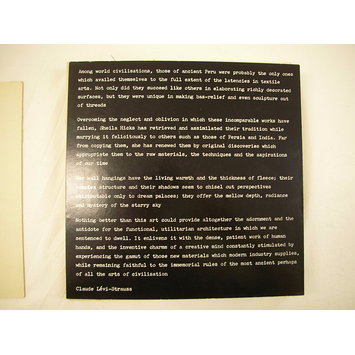 Among world civilisations, those of ancient Peru were probably the only ones
which availed themselves to the full extent of the latencies in textile
arts. Not only did they succeed like others in elaborating richly decorated
surfaces, but they were unique in making bas-relief and even sculpture out
of threads
Overcoming the neglect and oblivion in which these incomparable works have
fallen, Sheila Hicks has retrieved and assimilated their tradition while
marrying it felicitously to others such as those of Persia and India. Far
from copying them, she has renewed them by original discoveries which
appropriate them to the raw materials, the techniques and the aspirations
of our time
Her wall hangings have the living warmth and the thickness of fleece; their
complex structure and their shadows seem to chisel out perspectives
attributable only to dream palaces; they offer the mellow depth, radiance
and mystery of the starry sky
Nothing better than this art could provide altogether the adornment and the
antidote for the functional, utilitarian architecture in which we are
sentenced to dwell. It enlivens it with the dense, patient work of human
hands, and the inventive charms of a creative mind constantly stimulated by
experiencing the gamut of those new materials which modern industry supplies,
while remaining faithful to the immemorial rules of the most ancient perhaps
of all the arts of civilisation
Claude Lévi-Strauss